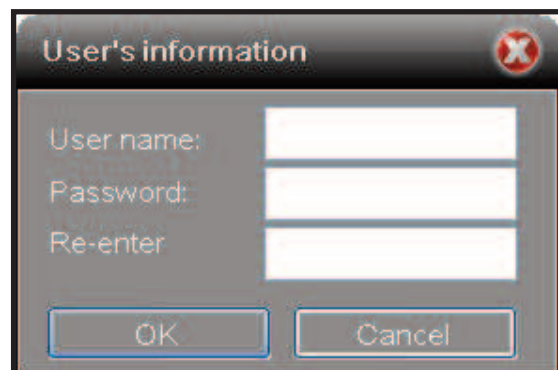 User's information
User name:
Password:
Re-enter
OK
Cancel